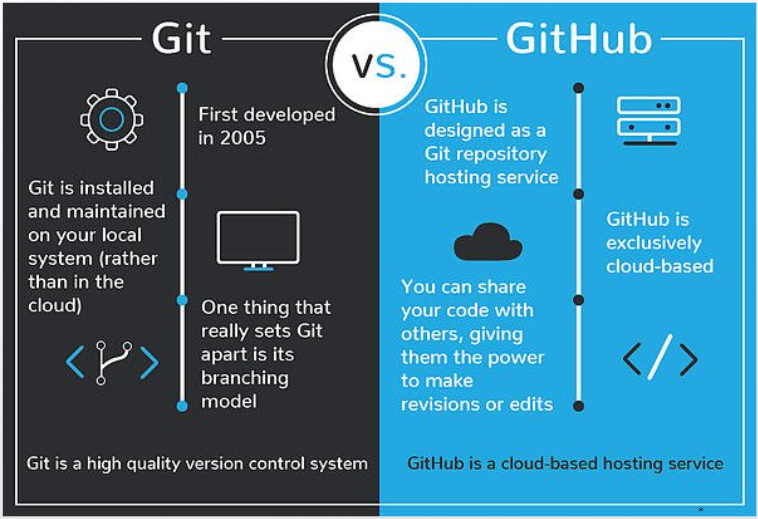 Git
VS.
GitHub
First developed
in 2005
Git is installed
and maintained
on your local
system (rather
than in the
cloud)
One thing that
really sets Git
apart is its
branching
model
Git is a high quality version control system
GitHub is
designed as a
Git repository
hosting service
GitHub is
exclusively
cloud-based
You can share
your code with
others, giving
them the power
to make
revisions or edits
GitHub is a cloud-based hosting service
*